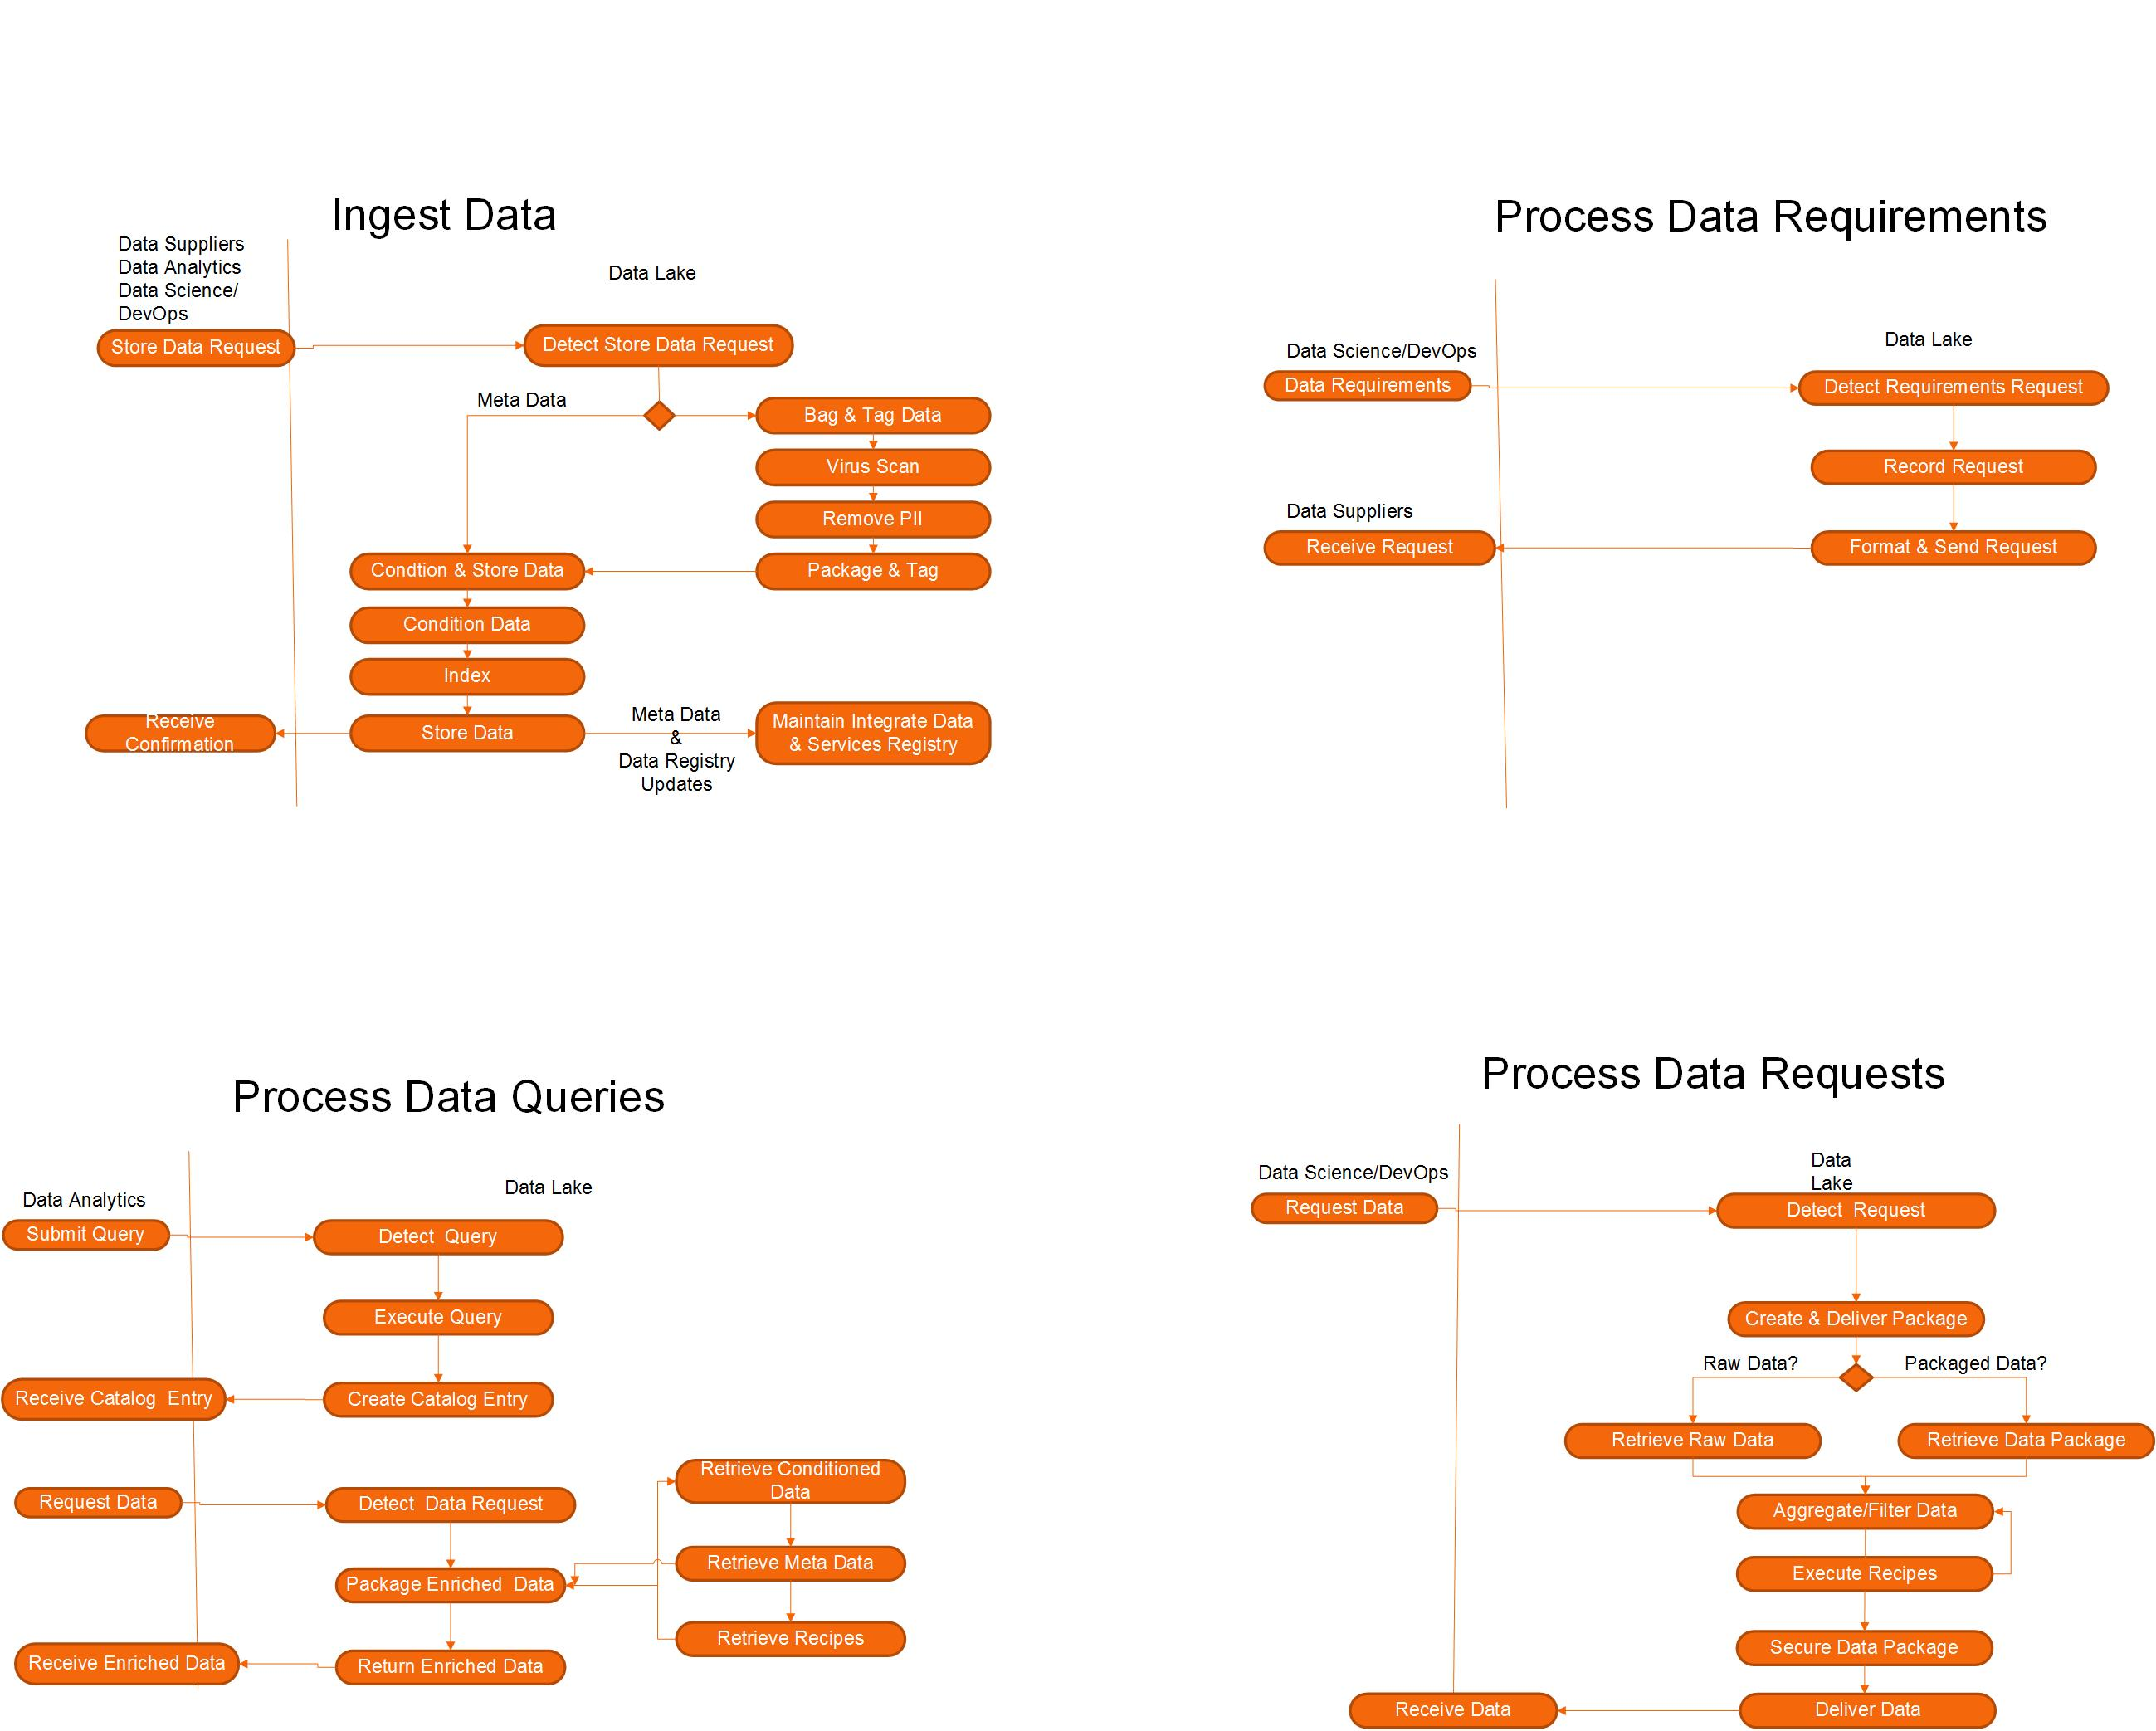 Ingest Data
Data Suppliers
Data Analytics
Data Science/
DevOps
Data Lake
Store Data Request
Detect Store Data Request
Meta Data
Bag & Tag Data
Virus Scan
Remove PII
Condtion & Store Data
Package & Tag
Condition Data
Index
Receive
Confirmation
Store Data
Meta Data
&
Data Registry
Updates
Maintain Integrate Data
& Services Registry
Process Data Requirements
Data Science/DevOps
Data Lake
Data Requirements
Detect Requirements Request
Record Request
Data Suppliers
Receive Request
Format & Send Request
Process Data Queries
Data Analytics
Data Lake
Submit Query
Detect  Query
Execute Query
Receive Catalog  Entry
Create Catalog Entry
Request Data
Detect  Data Request
Retrieve Conditioned
Data
Retrieve Meta Data
Package Enriched  Data
Retrieve Recipes
Receive Enriched Data
Return Enriched Data
Process Data Requests
Data Science/DevOps
Data
Lake
Request Data
Detect  Request
Create & Deliver Package
Raw Data?
Packaged Data?
Retrieve Raw Data
Retrieve Data Package
Aggregate/Filter Data
Execute Recipes
Secure Data Package
Receive Data
Deliver Data